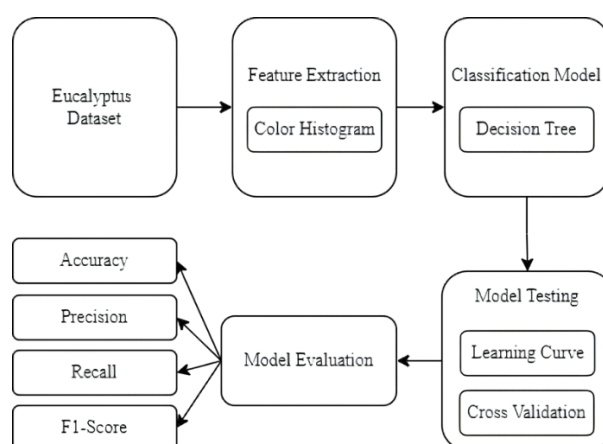 Eucalyptus
Dataset
Feature Extraction
Color Histogram
Classification Model
Decision Tree
Model Testing
Learning Curve
Cross Validation
Model Evaluation
Accuracy
Precision
Recall
F1-Score